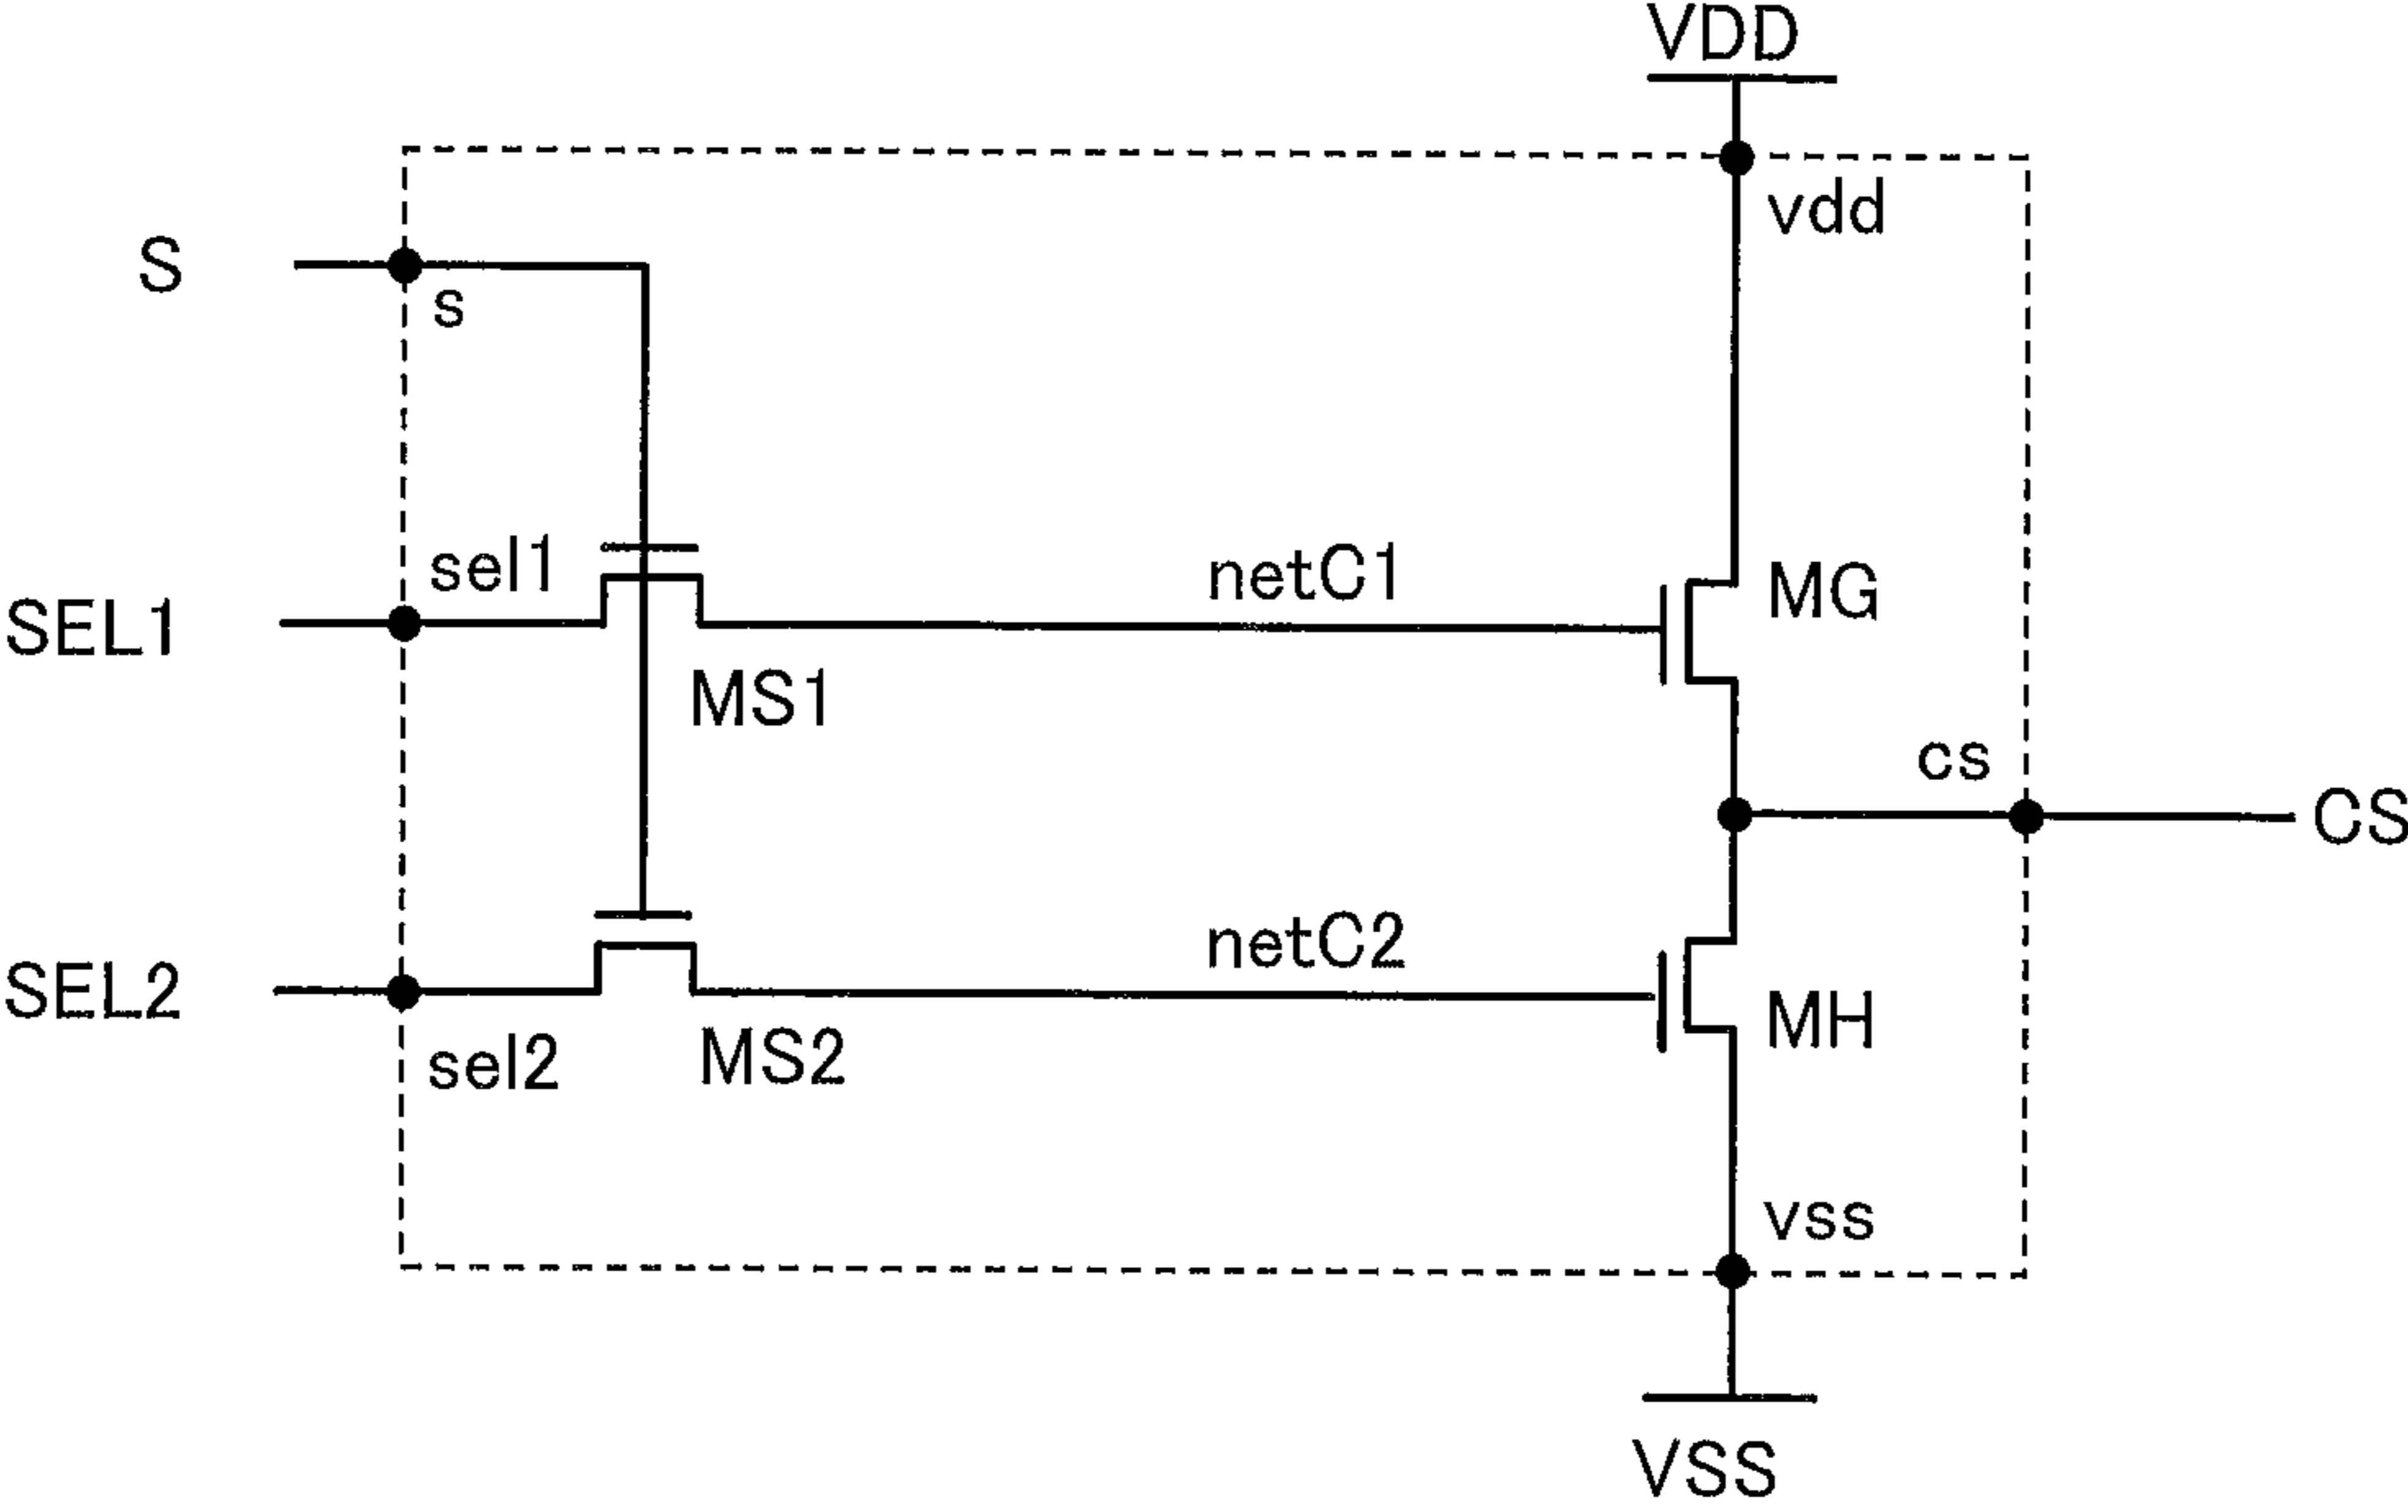 VDD
vdd
S
s
sel1
netC1
MG
SEL1
MS1
cs
CS
netC2
SEL2
MH
sel2
MS2
vss
VSS